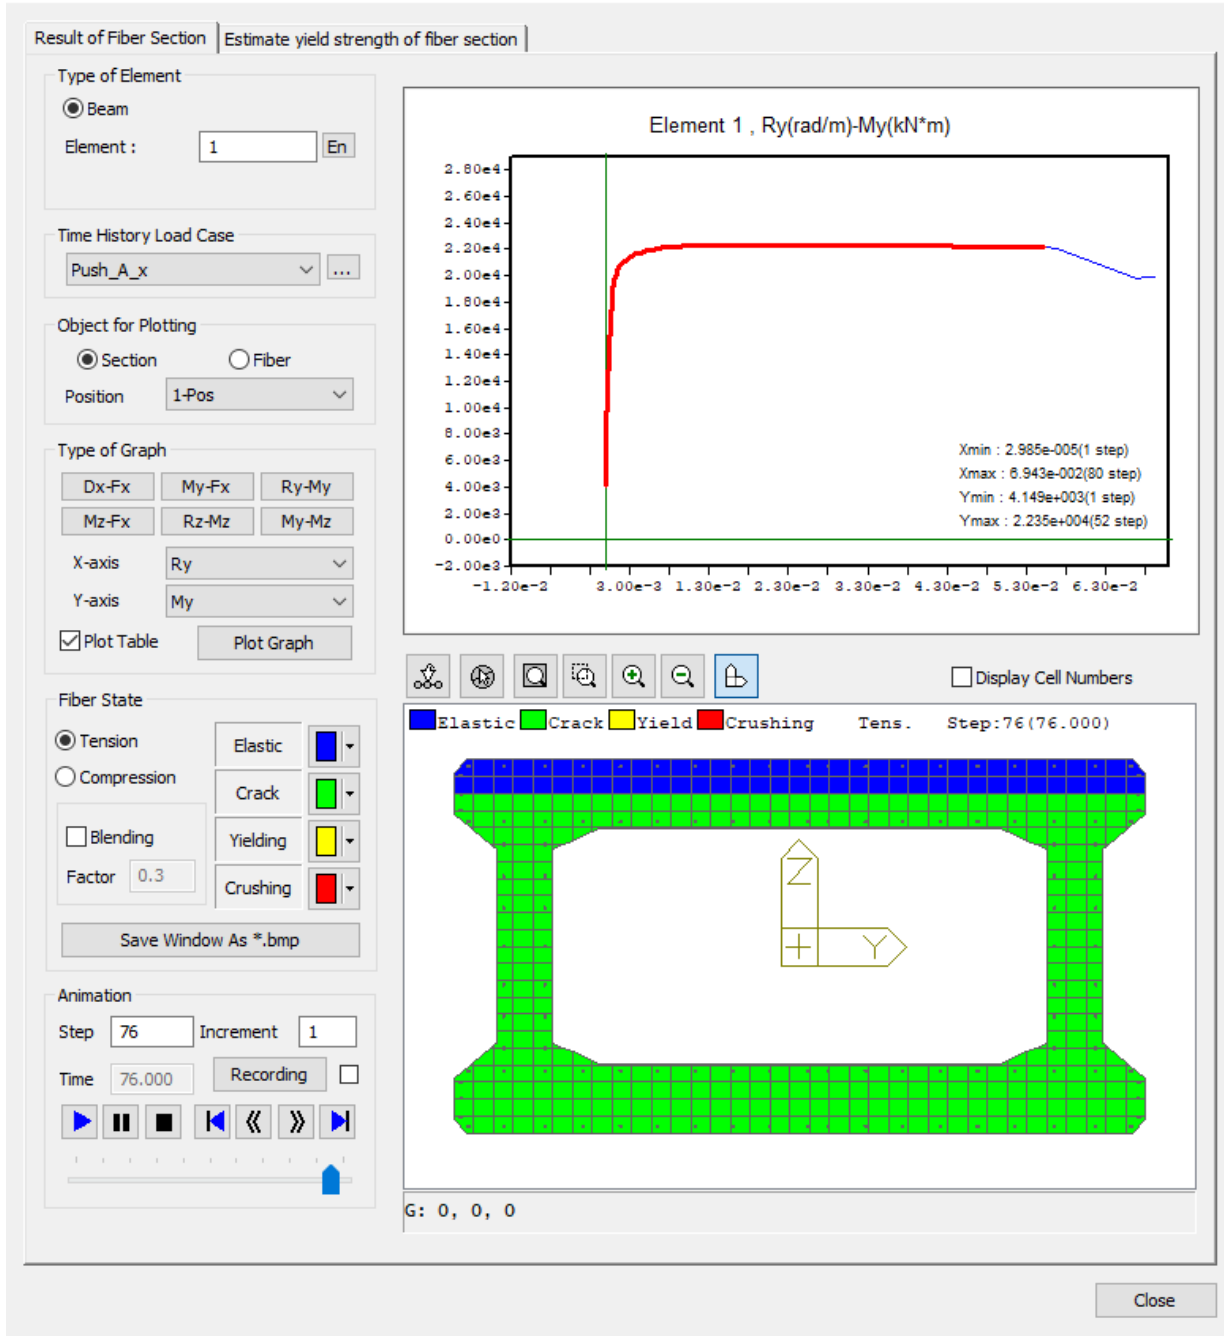 Result of Fiber Section
Estimate yield strength of fiber section
Type of Element
Beam
Element :
1
En
Time History Load Case
Push_A_x
...
Object for Plotting
Section
Fiber
Position
1-Pos
Type of Graph
Dx-Fx
My-Fx
Ry-My
Mz-Fx
Rz-Mz
My-Mz
X-axis
Ry
Y-axis
My
Plot Table
Plot Graph
Fiber State
Tension
Compression
Elastic
Crack
Yielding
Crushing
Blending
Factor
0.3
Save Window As *.bmp
Animation
Step
76
Increment
1
Time
76.000
Recording
Element 1 , Ry(rad/m)-My(kN*m)
2.80e4
2.60e4
2.40e4
2.20e4
2.00e4
1.80e4
1.60e4
1.40e4
1.20e4
1.00e4
8.00e3
6.00e3
4.00e3
2.00e3
0.00e0
-2.00e3
-1.20e-2 3.00e-3 1.30e-2 2.30e-2 3.30e-2 4.30e-2 5.30e-2 6.30e-2
Xmin : 2.985e-005(1 step)
Xmax : 6.943e-002(80 step)
Ymin : 4.149e+003(1 step)
Ymax : 2.235e+004(52 step)
Display Cell Numbers
Elastic Crack Yield Crushing Tens. Step:76(76.000)
Z
Y
G: 0, 0, 0
Close